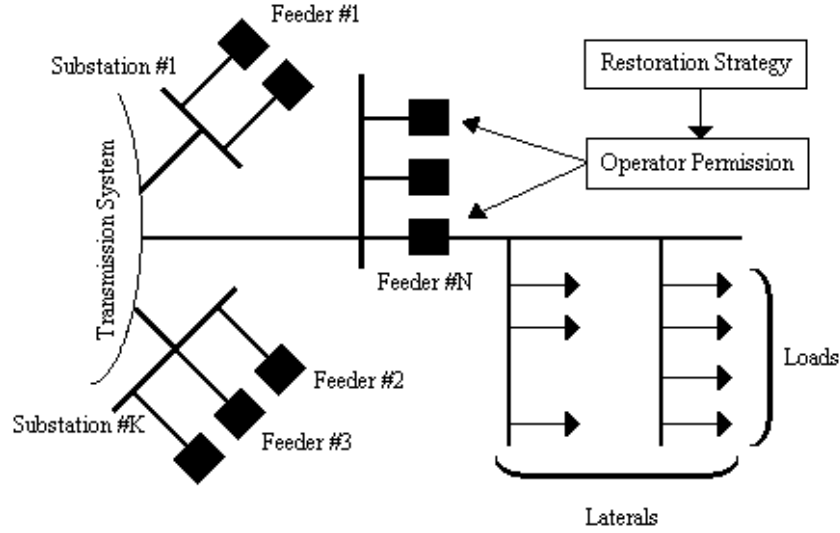 Feeder #1
Substation #1
Restoration Strategy
Operator Permission
Transmission System
Feeder #N
Loads
Feeder #2
Substation #K
Feeder #3
Laterals